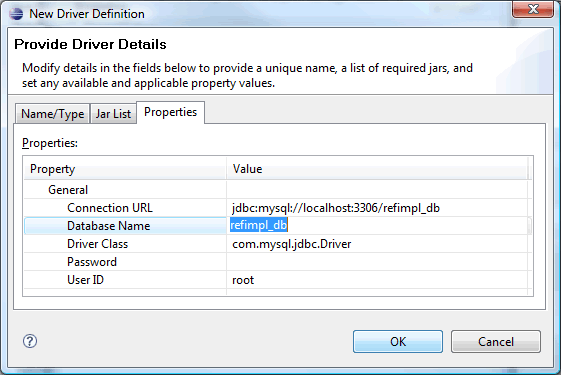 New Driver Definition
Provide Driver Details
Modify details in the fields below to provide a unique name, a list of required jars, and
set any available and applicable property values.
Name/Type Jar List Properties
Properties:
Property Value
General
Connection URL jdbc:mysql://localhost:3306/refimpl_db
Database Name refimpl_db
Driver Class com.mysql.jdbc.Driver
Password
User ID root
? OK Cancel